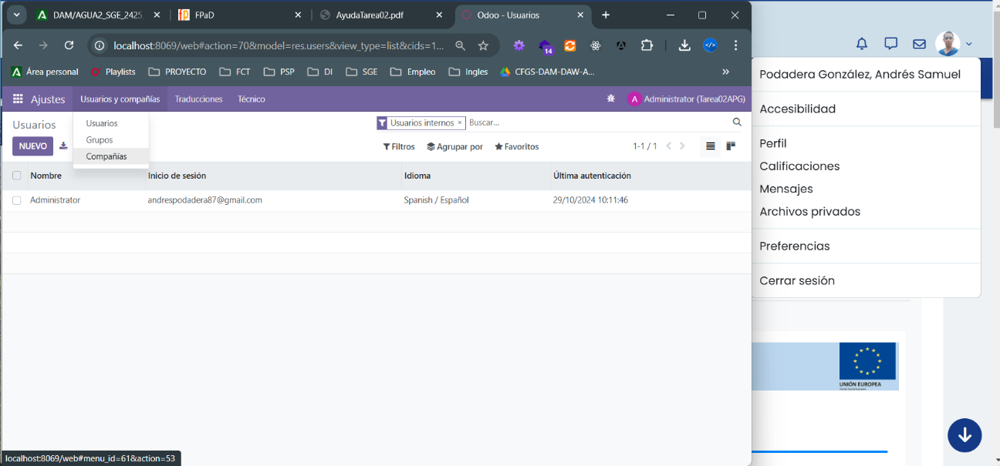 DAM/AGUA2_SGE_2425_
FPaD
AyudaTarea02.pdf
Odoo - Usuarios
localhost:8069/web#action=70&model=res.users&view_type=list&cids=1...
14
Área personal
Playlists
PROYECTO
FCT
PSP
DI
SGE
Empleo
Ingles
CFGS-DAM-DAW-A...
»
Ajustes
Usuarios y compañías
Traducciones
Técnico
A
Administrator (Tarea02APG)
Usuarios
Usuarios
Grupos
Compañías
Usuarios internos ×
Buscar...
NUEVO
Filtros
Agrupar por
Favoritos
1-1 / 1
Nombre
Inicio de sesión
Idioma
Última autenticación
Administrator
andrespodadera87@gmail.com
Spanish / Español
29/10/2024 10:11:46
localhost:8069/web#menu_id=61&action=53
Podadera González, Andrés Samuel
Accesibilidad
Perfil
Calificaciones
Mensajes
Archivos privados
Preferencias
Cerrar sesión
UNIÓN EUROPEA